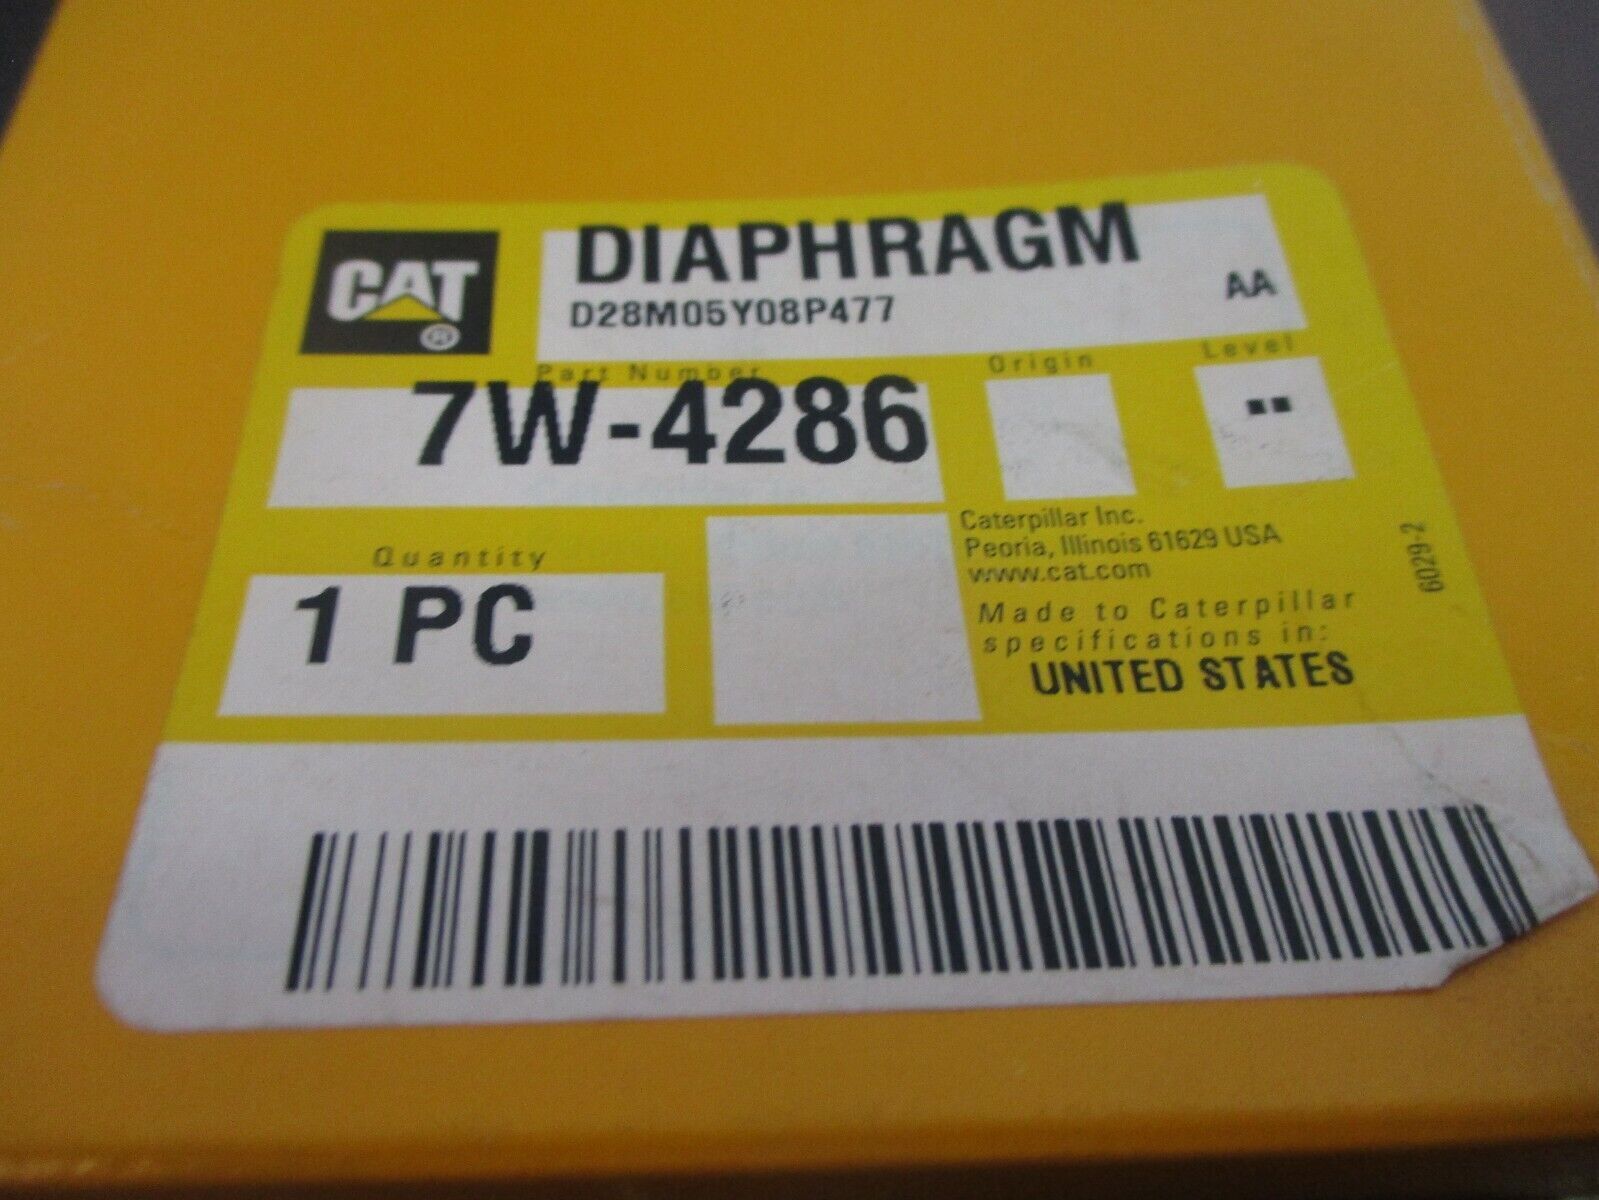 CAT
®
DIAPHRAGM
D28M05Y08P477
AA
Part Number
Origin
Level
7W-4286
--
Quantity
1 PC
Caterpillar Inc.
Peoria, Illinois 61629 USA
www.cat.com
Made to Caterpillar
specifications in:
UNITED STATES
6029-2